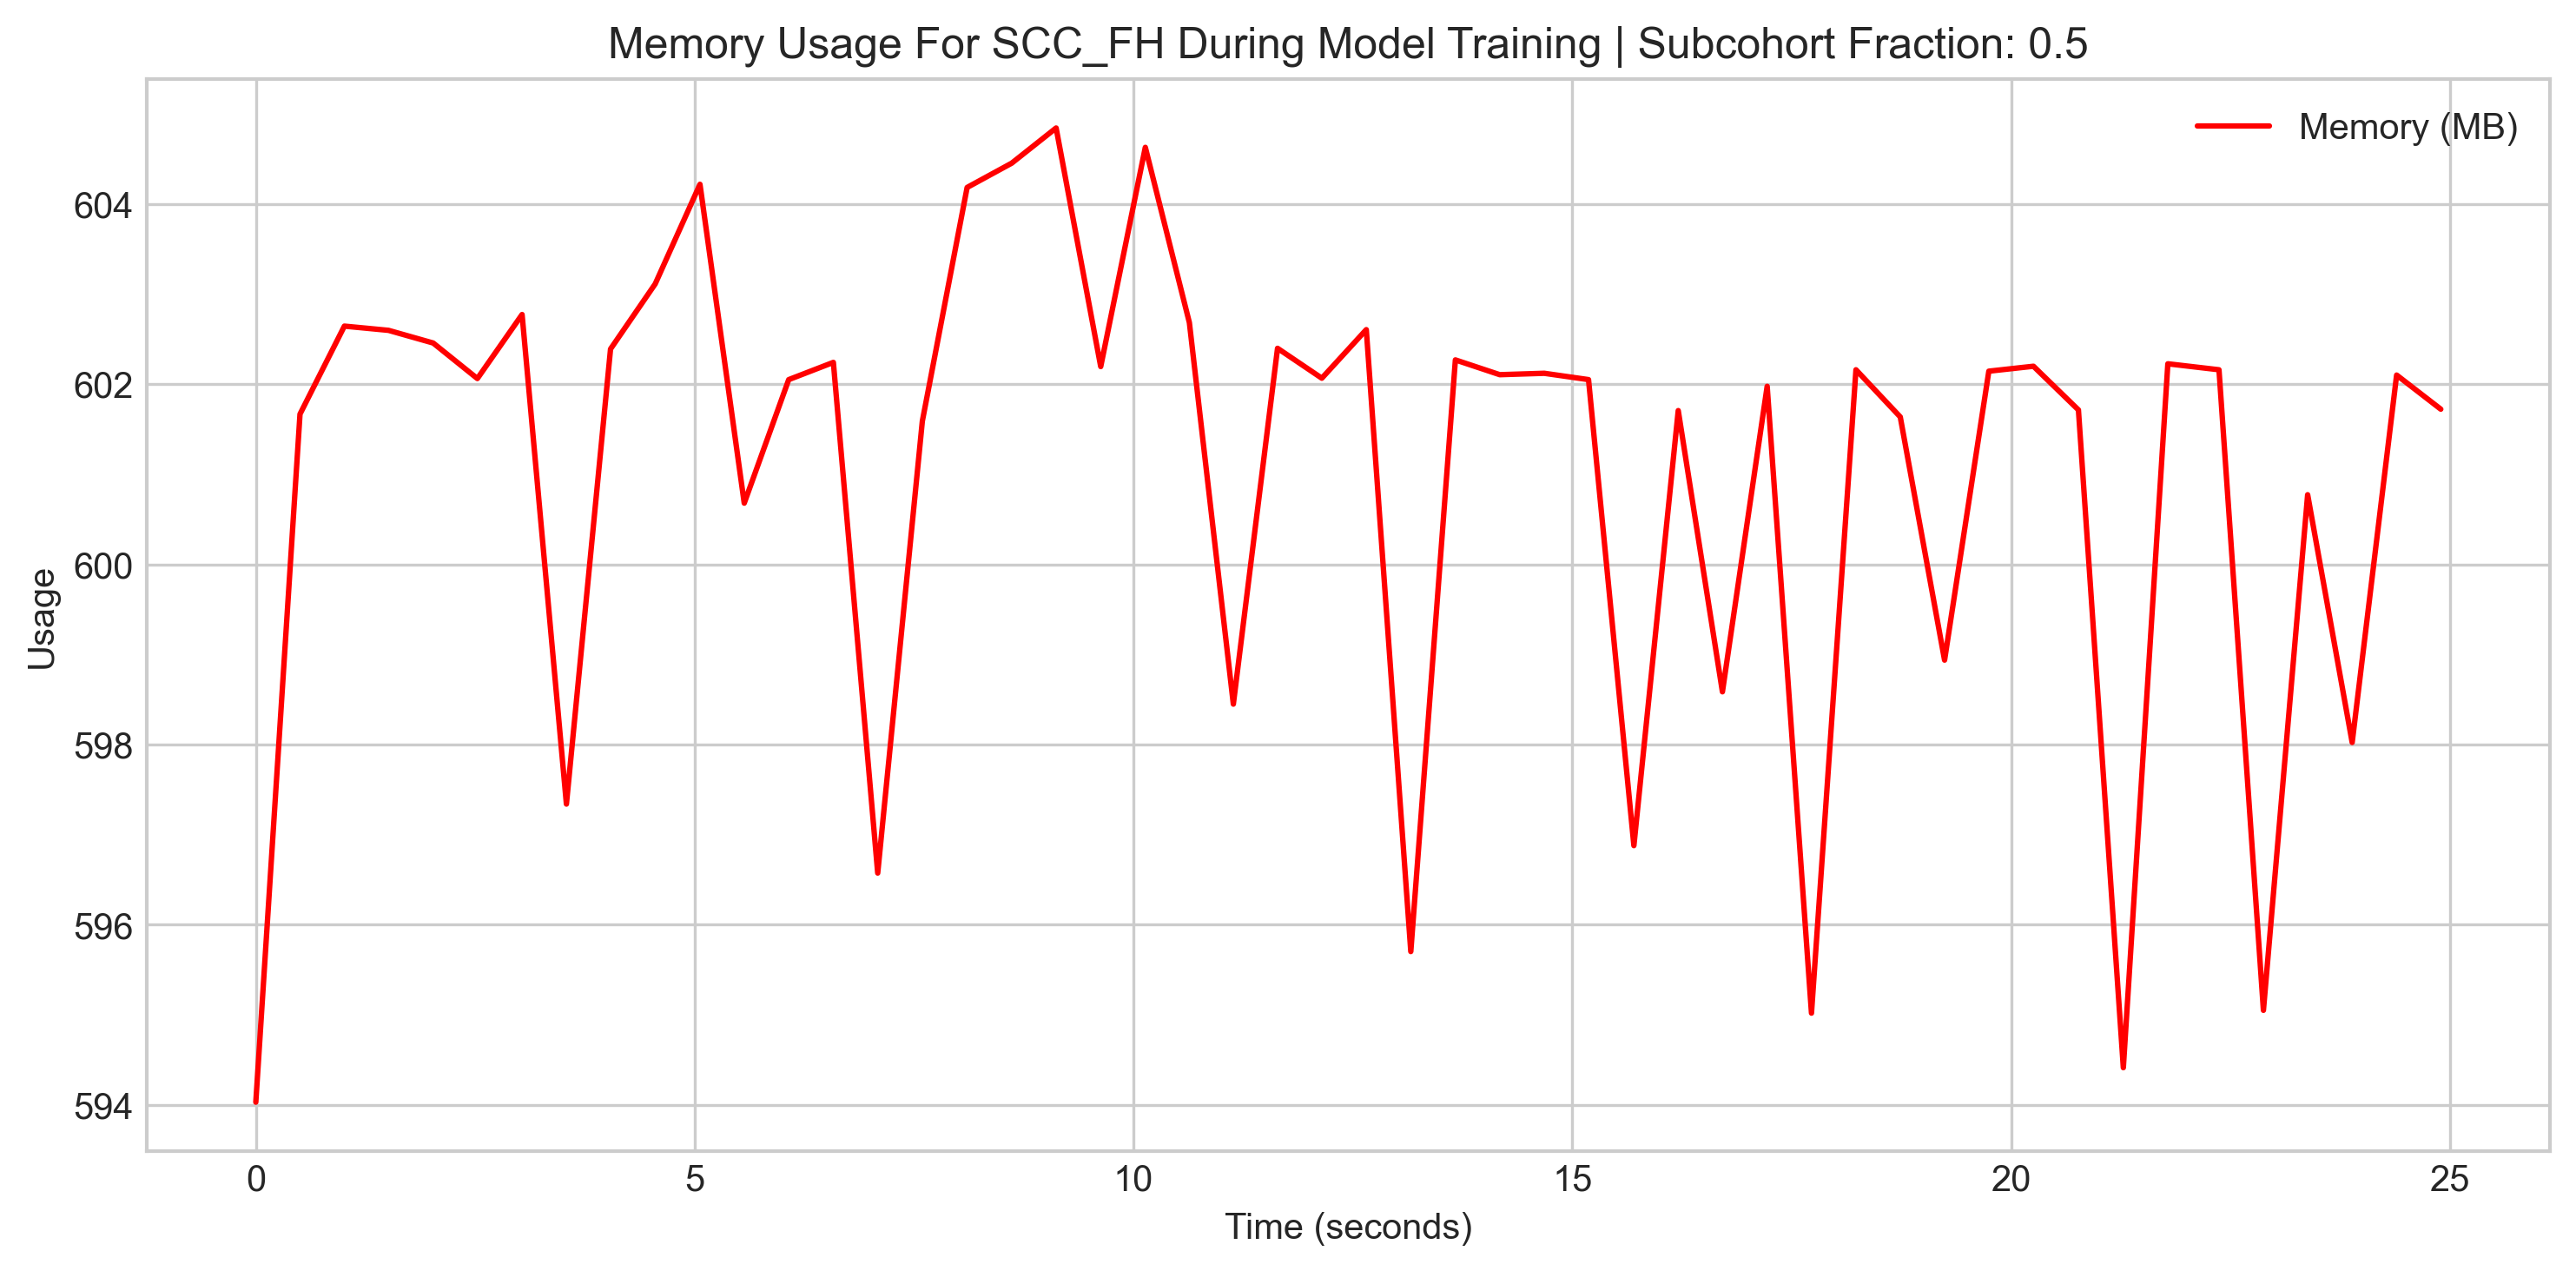 Memory Usage For SCC_FH During Model Training | Subcohort Fraction: 0.5
Memory (MB)
604
602
600
598
596
594
Usage
0 5 10 15 20 25
Time (seconds)